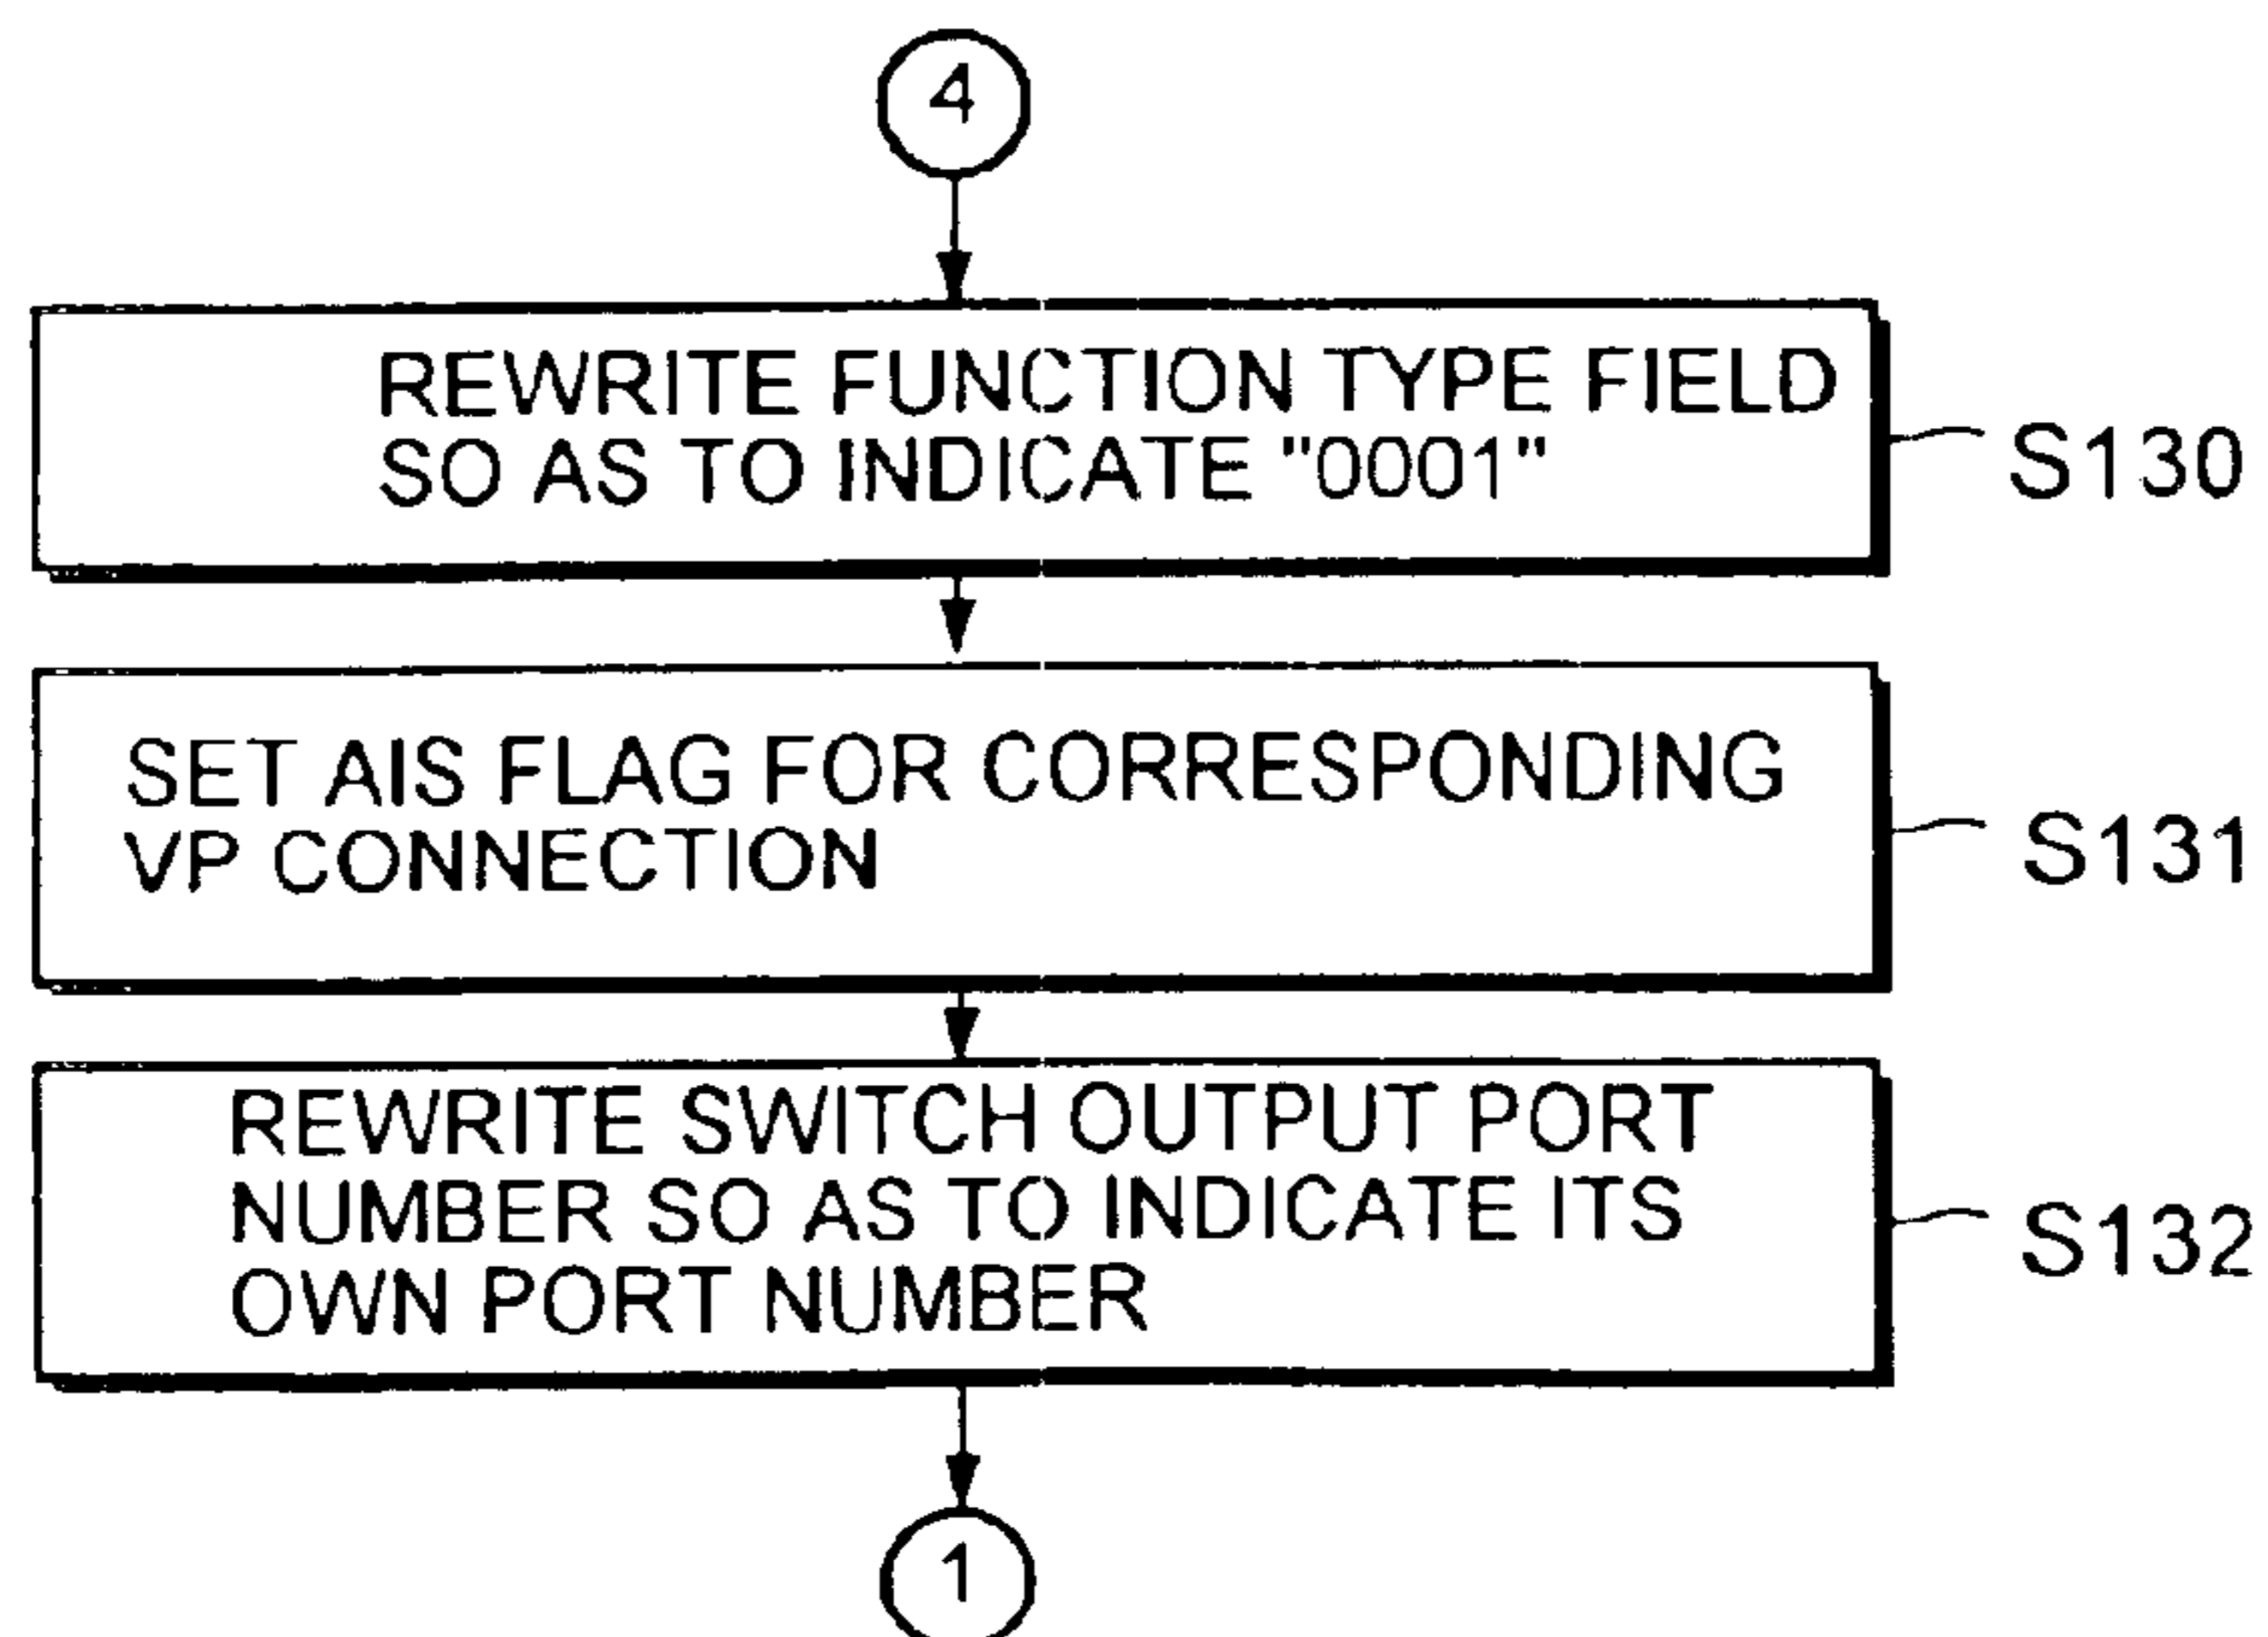 4
REWRITE FUNCTION TYPE FIELD
SO AS TO INDICATE "0001"
S130
SET AIS FLAG FOR CORRESPONDING
VP CONNECTION
S131
REWRITE SWITCH OUTPUT PORT
NUMBER SO AS TO INDICATE ITS
OWN PORT NUMBER
S132
1